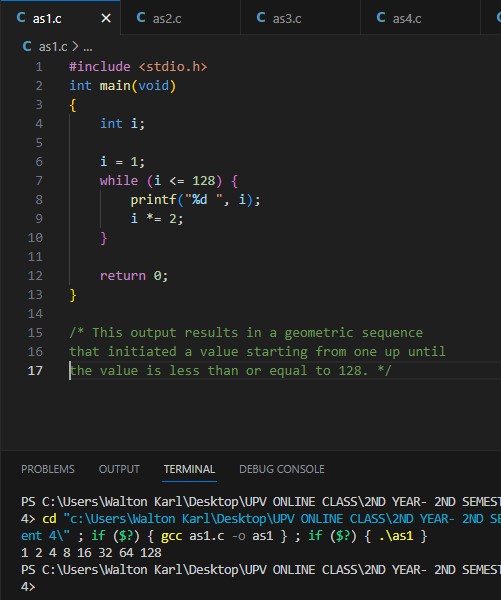 C as1.c × C as2.c C as3.c C as4.c C
C as1.c > ...
1 #include <stdio.h>
2 int main(void)
3 {
4 int i;
5
6 i = 1;
7 while (i <= 128) {
8 printf("%d ", i);
9 i *= 2;
10 }
11
12 return 0;
13 }
14
15 /* This output results in a geometric sequence
16 that initiated a value starting from one up until
17 the value is less than or equal to 128. */
PROBLEMS OUTPUT TERMINAL DEBUG CONSOLE
PS C:\Users\Walton Karl\Desktop\UPV ONLINE CLASS\2ND YEAR- 2ND SEMEST
4> cd "c:\Users\Walton Karl\Desktop\UPV ONLINE CLASS\2ND YEAR- 2ND SE
ent 4\" ; if ($?) { gcc as1.c -o as1 } ; if ($?) { .\as1 }
1 2 4 8 16 32 64 128
PS C:\Users\Walton Karl\Desktop\UPV ONLINE CLASS\2ND YEAR- 2ND SEMEST
4>